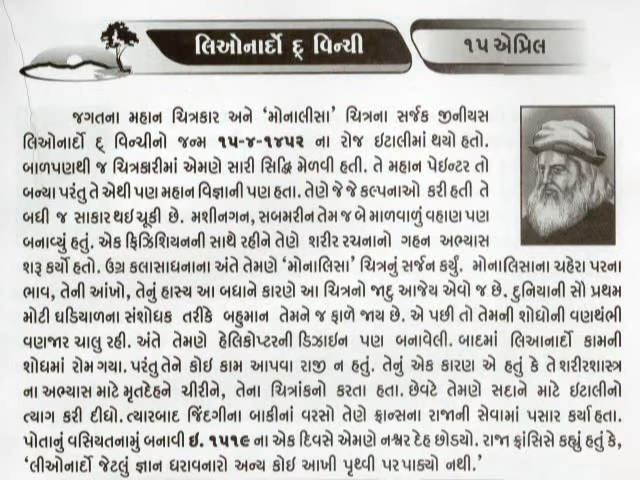 લિઓનાર્દો દ્ વિન્ચી
૧૫ એપ્રિલ
જગતના મહાન ચિત્રકાર અને ‘મોનાલીસા’ ચિત્રના સર્જક જીનીયસ
લિઓનાર્દો દ્ વિન્ચીનો જન્મ ૧૫-૪-૧૪૫૨ ના રોજ ઇટાલીમાં થયો હતો.
બાળપણથી જ ચિત્રકારીમાં એમણે સારી સિદ્ધિ મેળવી હતી. તે મહાન પેઇન્ટર તો
બન્યા પરંતુ તે એથી પણ મહાન વિજ્ઞાની પણ હતા. તેણે જે જે કલ્પનાઓ કરી હતી તે
બધી જ સાકાર થઈ ચૂકી છે. મશીનગન, સબમરીન તેમ જ બે માળવાળું વહાણ પણ
બનાવ્યું હતું. એક ફિઝિશિયનની સાથે રહીને તેણે શરીર રચનાનો ગહન અભ્યાસ
શરૂ કર્યો હતો. ઉગ્ર કલાસાધનાના અંતે તેમણે ‘મોનાલિસા’ ચિત્રનું સર્જન કર્યું. મોનાલિસાના ચહેરા પરના
ભાવ, તેની આંખો, તેનું હાસ્ય આ બધાને કારણે આ ચિત્રનો જાદુ આજેય એવો જ છે. દુનિયાની સૌ પ્રથમ
મોટી ઘડિયાળના સંશોધક તરીકે બહુમાન તેમને જ ફાળે જાય છે. એ પછી તો તેમની શોધોની વણથંભી
વણજાર ચાલુ રહી. અંતે તેમણે હેલિકોપ્ટરની ડિઝાઇન પણ બનાવેલી. બાદમાં લિઆનાર્દો કામની
શોધમાં રોમ ગયા. પરંતુ તેને કોઈ કામ આપવા રાજી ન હતું. તેનું એક કારણ એ હતું કે તે શરીરશાસ્ત્ર
ના અભ્યાસ માટે મૃતદેહને ચીરીને, તેના ચિત્રાંકનો કરતા હતા. છેવટે તેમણે સદાને માટે ઇટાલીનો
ત્યાગ કરી દીધો. ત્યારબાદ જિંદગીના બાકીનાં વરસો તેણે ફ્રાન્સના રાજાની સેવામાં પસાર કર્યા હતા.
પોતાનું વસિયતનામું બનાવી ઇ. ૧૫૧૯ ના એક દિવસે એમણે નશ્વર દેહ છોડયો. રાજા ફ્રાંસિસે કહ્યું હતું કે,
‘લીઓનાર્દો જેટલું જ્ઞાન ધરાવનારો અન્ય કોઈ આખી પૃથ્વી પર પાક્યો નથી.’